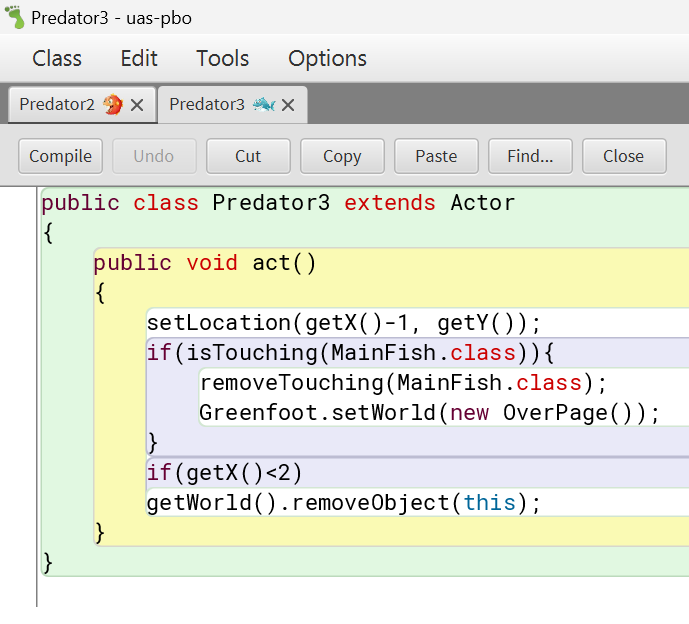 Predator3 - uas-pbo
Class Edit Tools Options
Predator2 Predator3
Compile Undo Cut Copy Paste Find... Close
public class Predator3 extends Actor
{
    public void act()
    {
        setLocation(getX()-1, getY());
        if(isTouching(MainFish.class)){
            removeTouching(MainFish.class);
            Greenfoot.setWorld(new OverPage());
        }
        if(getX()<2)
        getWorld().removeObject(this);
    }
}